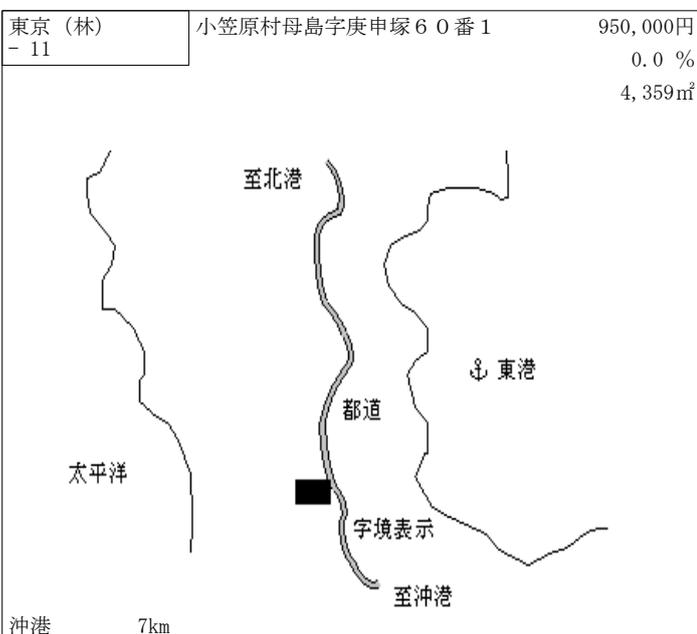 東京（林） 小笠原村母島字庚申塚６０番１ 950,000円
- 11 0.0 %
4,359㎡
至北港
東港
都道
太平洋
字境表示
至沖港
沖港 7km